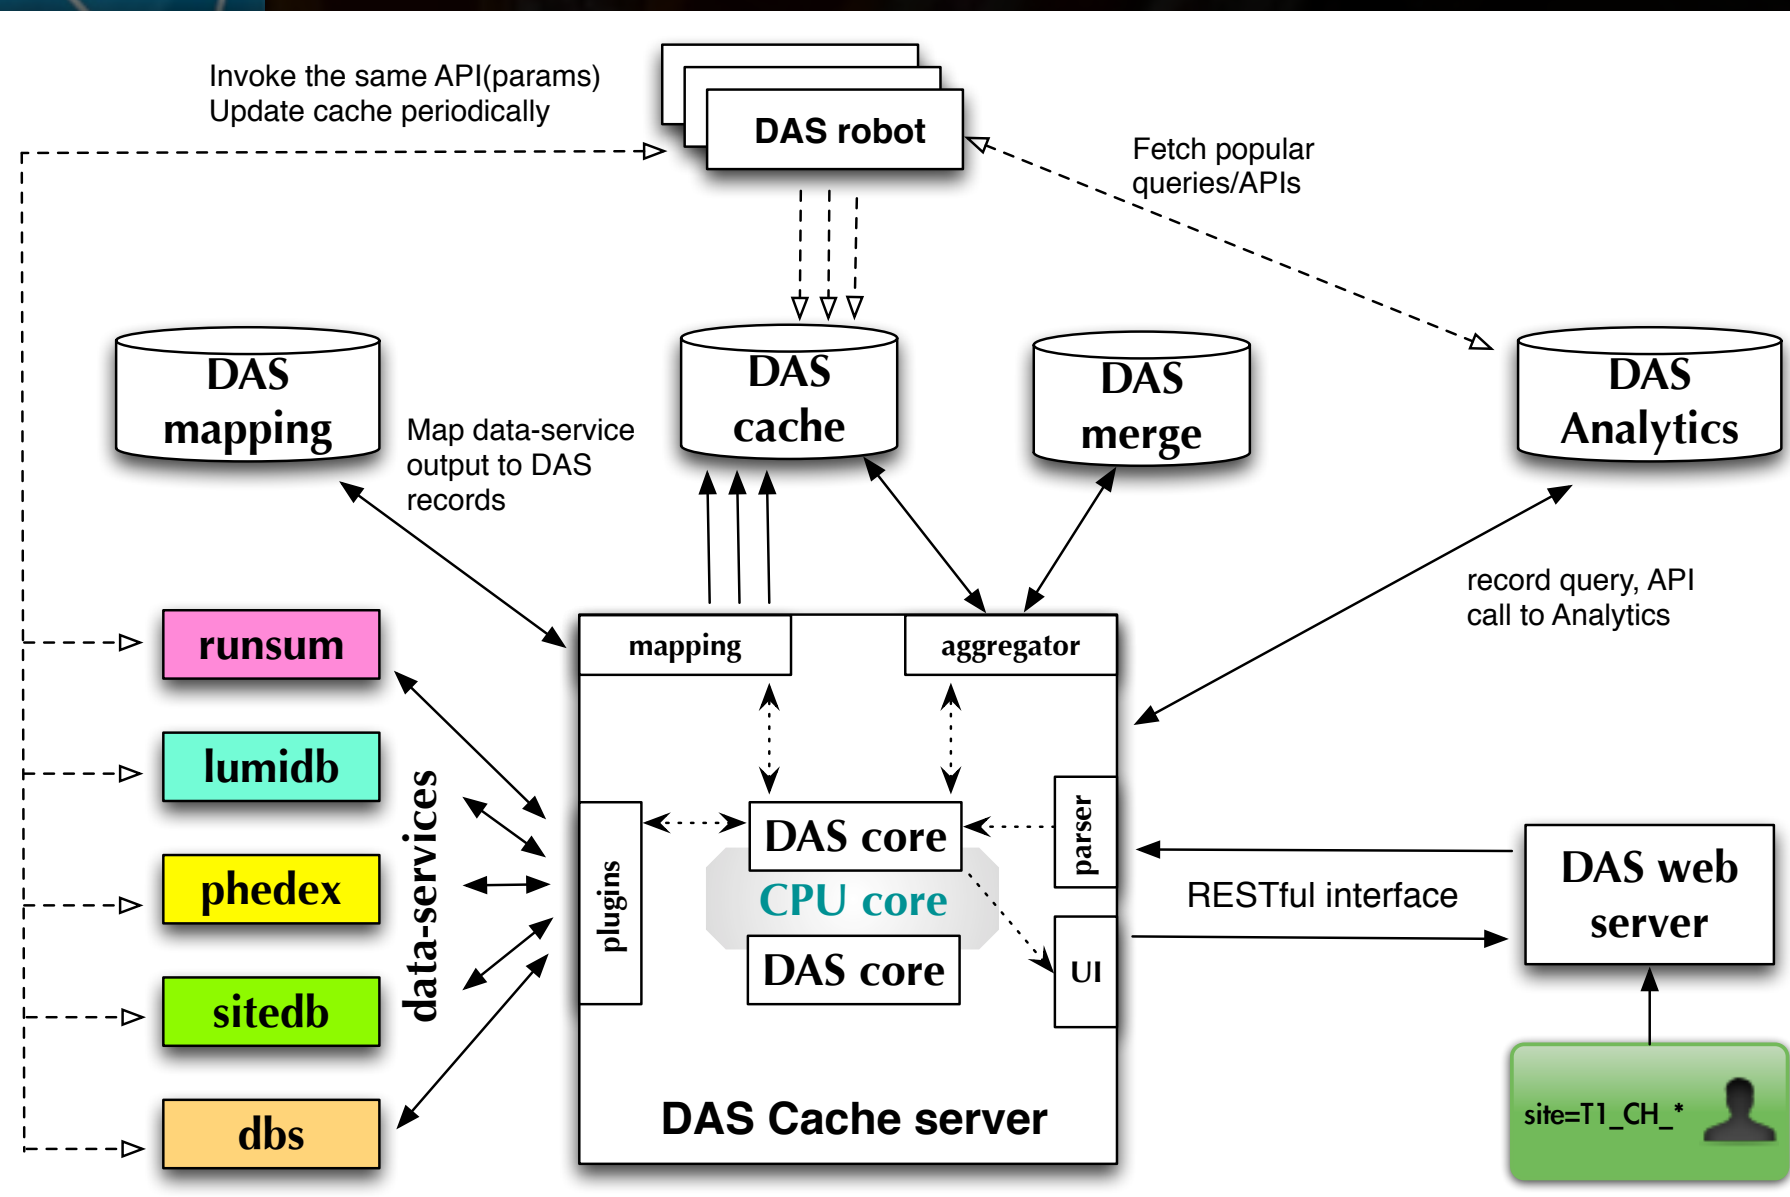 Invoke the same API(params)
Update cache periodically
DAS robot
Fetch popular
queries/APIs
DAS
mapping
DAS
cache
DAS
merge
DAS
Analytics
Map data-service
output to DAS
records
record query, API
call to Analytics
runsum
lumidb
phedex
sitedb
dbs
data-services
mapping
aggregator
plugins
DAS core
CPU core
DAS core
parser
UI
DAS Cache server
RESTful interface
DAS web
server
site=T1_CH_*